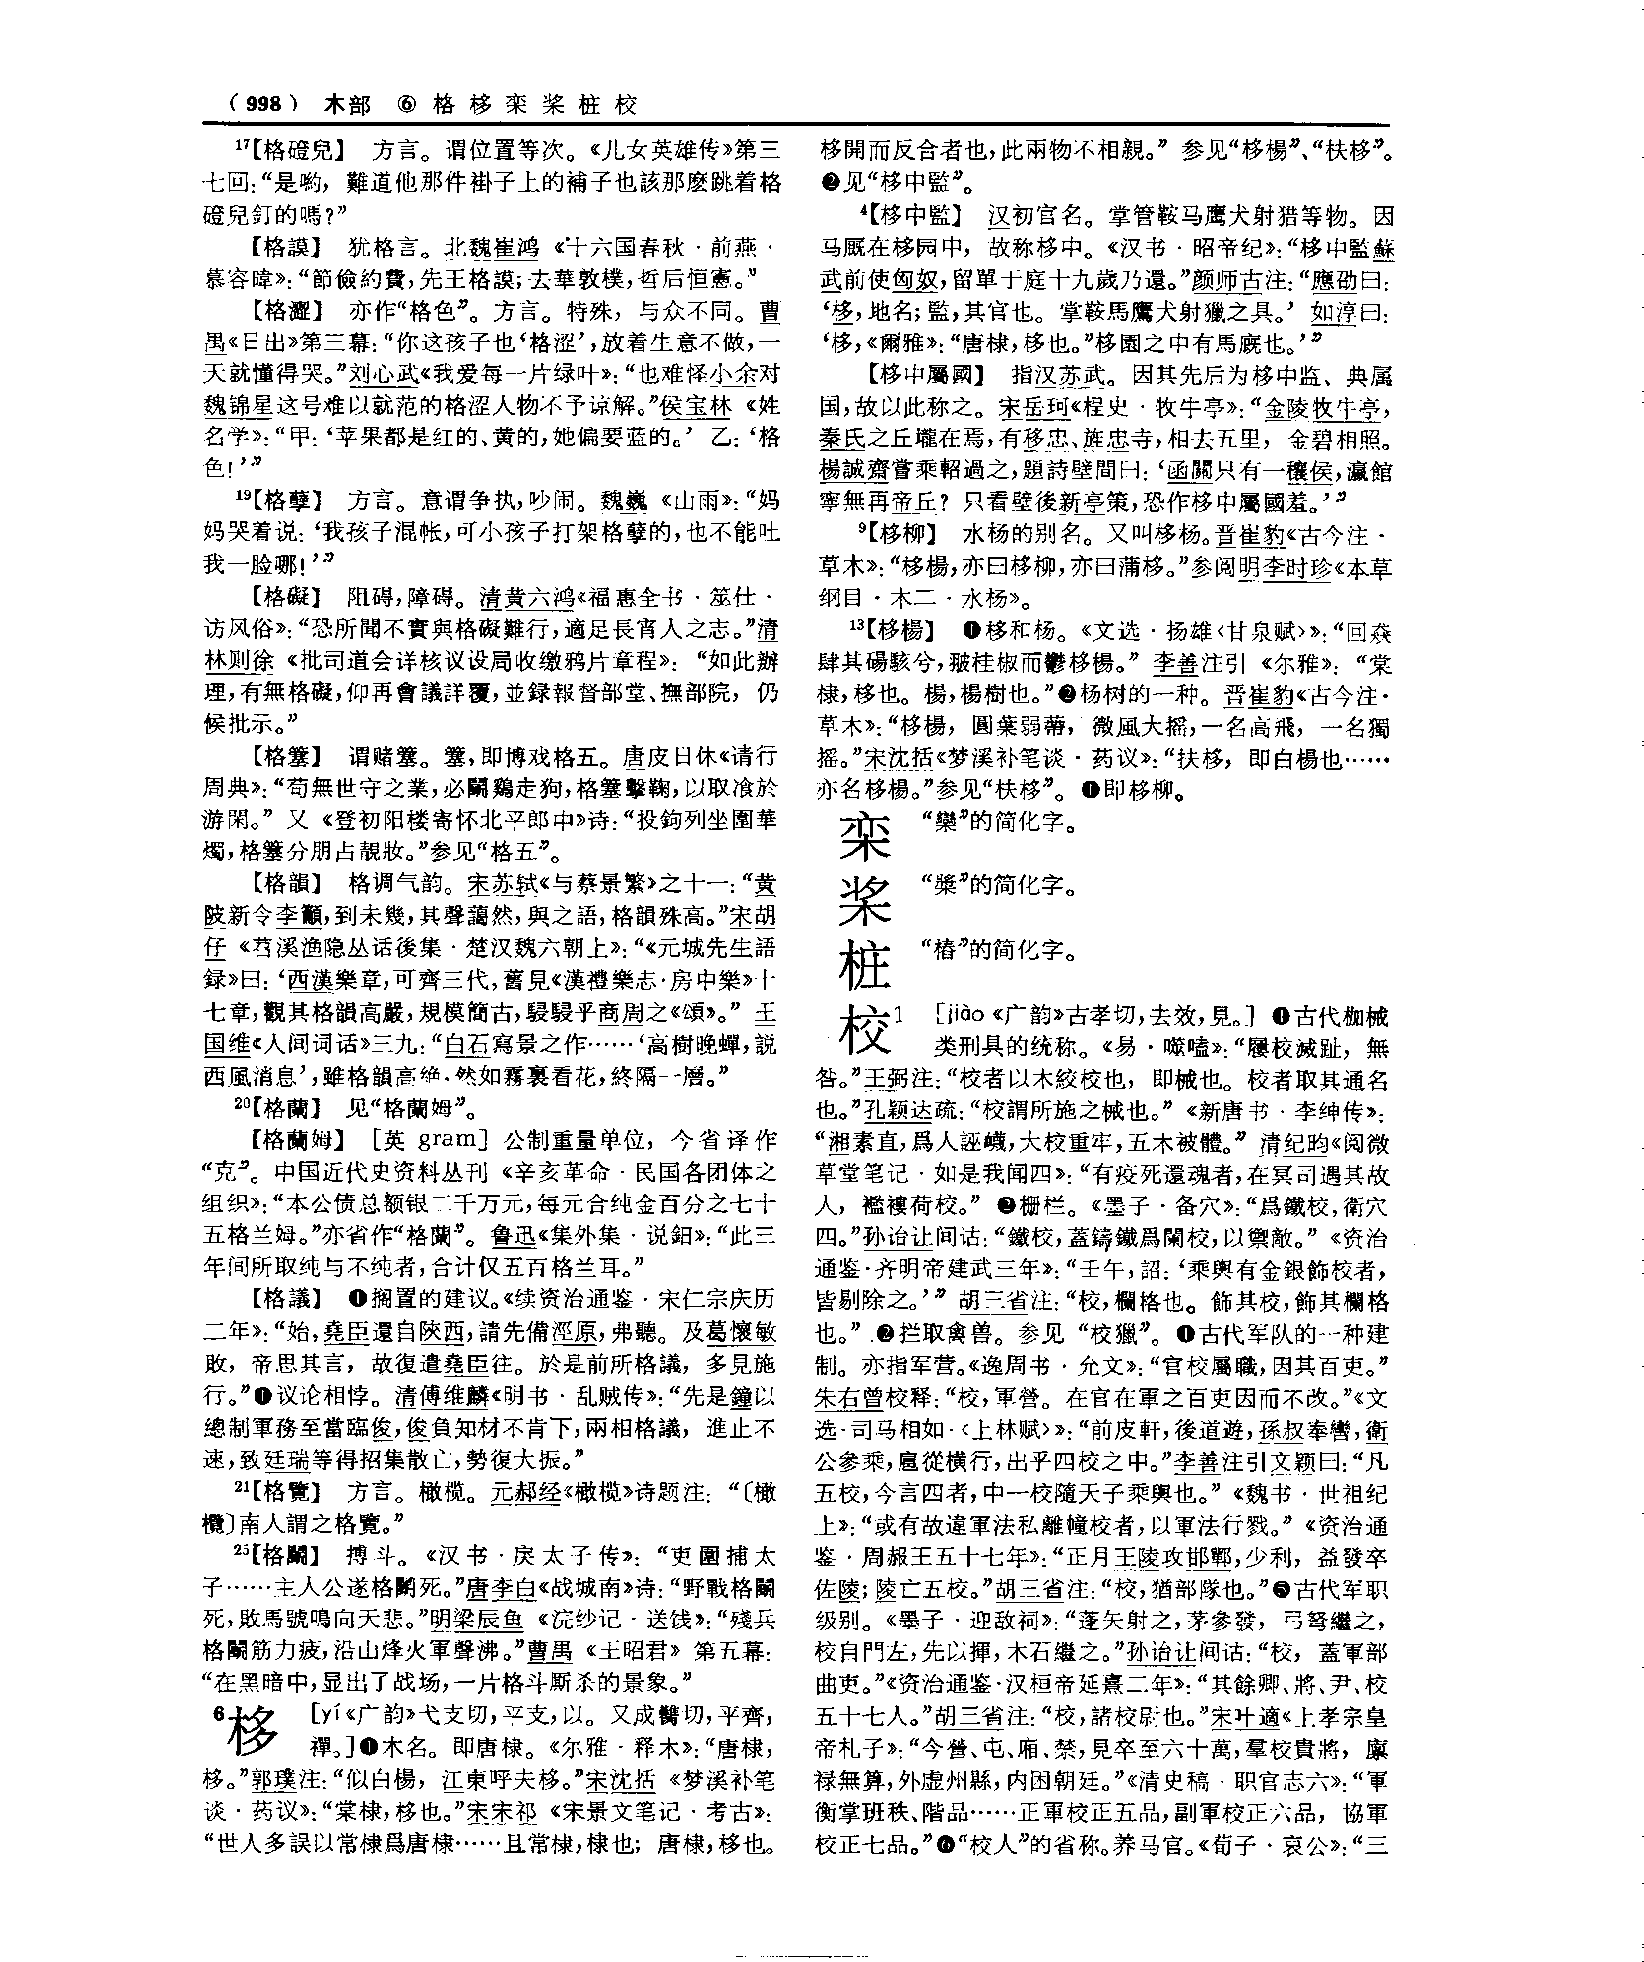 （998） 木部 ⑥ 格 栘 栾 桨 桩 校
17【格磴兒】 方言。谓位置等次。《儿女英雄传》第三
七回：“是喲，難道他那件褂子上的補子也該那麽跳着格
磴兒釘的嗎？”
【格謨】 犹格言。北魏崔鸿《十六国春秋·前燕·
慕容暐》：“節儉約費，先王格謨；去華敦樸，哲后恒憲。”
【格澀】 亦作“格色”。方言。特殊，与众不同。曹
禺《日出》第三幕：“你这孩子也‘格涩’，放着生意不做，一
天就懂得哭。”刘心武《我爱每一片绿叶》：“也难怪小余对
魏锦星这号难以就范的格涩人物不予谅解。”侯宝林《姓
名学》：“甲：‘苹果都是红的、黄的，她偏要蓝的。’ 乙：‘格
色！’”
19【格孽】 方言。意谓争执，吵闹。魏巍《山雨》：“妈
妈哭着说：‘我孩子混帐，可小孩子打架格孽的，也不能吐
我一脸哪！’”
【格礙】 阻碍，障碍。清黄六鸿《福惠全书·筮仕·
访风俗》：“恐所聞不實與格礙難行，適足長宵人之志。”清
林则徐《批司道会详核议设局收缴鸦片章程》：“如此辦
理，有無格礙，仰再會議詳覆，並録報督部堂、撫部院，仍
候批示。”
【格簺】 谓赌簺。簺，即博戏格五。唐皮日休《请行
周典》：“苟無世守之業，必鬭鷄走狗，格簺擊鞠，以取飡於
游閑。” 又《登初阳楼寄怀北平郎中》诗：“投鉤列坐圍華
燭，格簺分朋占靚妝。”参见“格五”。
【格韻】 格调气韵。宋苏轼《与蔡景繁》之十一：“黄
陂新令李籲，到未幾，其聲藹然，與之語，格韻殊高。”宋胡
仔《苕溪渔隐丛话後集·楚汉魏六朝上》：“《元城先生語
録》曰：‘西漢樂章，可齊三代，舊見《漢禮樂志·房中樂》十
七章，觀其格韻高嚴，規模簡古，駸駸乎商周之《頌》。” 王
国维《人间词话》三九：“白石寫景之作……‘高樹晚蟬，説
西風消息’，雖格韻高绝，然如霧裏看花，終隔一層。”
20【格蘭】 见“格蘭姆”。
【格蘭姆】 ［英 gram］公制重量单位，今省译作
“克”。中国近代史资料丛刊《辛亥革命·民国各团体之
组织》：“本公债总额银二千万元，每元合纯金百分之七十
五格兰姆。”亦省作“格蘭”。鲁迅《集外集·说鈤》：“此三
年间所取纯与不纯者，合计仅五百格兰耳。”
【格議】 ❶搁置的建议。《续资治通鉴·宋仁宗庆历
二年》：“始，堯臣還自陝西，請先備涇原，弗聽。及葛懷敏
敗，帝思其言，故復遣堯臣往。於是前所格議，多見施
行。”❶议论相悖。清傅维麟《明书·乱贼传》：“先是鐘以
總制軍務至當臨俊，俊負知材不肯下，兩相格議，進止不
速，致廷瑞等得招集散亡，勢復大振。”
21【格覽】 方言。橄榄。元郝经《橄榄》诗题注：“〔橄
欖〕南人謂之格覽。”
25【格鬭】 搏斗。《汉书·戾太子传》：“吏圍捕太
子……主人公遂格鬭死。”唐李白《战城南》诗：“野戰格鬭
死，敗馬號鳴向天悲。”明梁辰鱼《浣纱记·送饯》：“殘兵
格鬭筋力疲，沿山烽火軍聲沸。”曹禺《王昭君》第五幕：
“在黑暗中，显出了战场，一片格斗厮杀的景象。”
6栘 ［yí《广韵》弋支切，平支，以。又成臡切，平齊，
禪。］❶木名。即唐棣。《尔雅·释木》：“唐棣，
栘。”郭璞注：“似白楊，江東呼夫栘。”宋沈括《梦溪补笔
谈·药议》：“棠棣，栘也。”宋宋祁《宋景文笔记·考古》：
“世人多誤以常棣爲唐棣……且常棣，棣也；唐棣，栘也。
栘開而反合者也，此兩物不相親。” 参见“栘楊”、“扶栘”。
❷见“栘中監”。
4【栘中監】 汉初官名。掌管鞍马鹰犬射猎等物。因
马厩在栘园中，故称栘中。《汉书·昭帝纪》：“栘中監蘇
武前使匈奴，留單于庭十九歲乃還。”颜师古注：“應劭曰：
‘栘，地名；監，其官也。掌鞍馬鷹犬射獵之具。’ 如淳曰：
‘栘，《爾雅》：“唐棣，栘也。”栘園之中有馬廄也。’”
【栘中屬國】 指汉苏武。因其先后为栘中监、典属
国，故以此称之。宋岳珂《桯史·牧牛亭》：“金陵牧牛亭，
秦氏之丘壠在焉，有移忠、旌忠寺，相去五里，金碧相照。
楊誠齋嘗乘軺過之，題詩壁間曰：‘函關只有一穰侯，瀛館
寧無再帝丘？只看壁後新亭策，恐作栘中屬國羞。’”
9【栘柳】 水杨的别名。又叫栘杨。晋崔豹《古今注·
草木》：“栘楊，亦曰栘柳，亦曰蒲栘。”参阅明李时珍《本草
纲目·木二·水杨》。
13【栘楊】 ❶栘和杨。《文选·扬雄〈甘泉赋〉》：“回猋
肆其碭駭兮，翍桂椒而鬱栘楊。” 李善注引《尔雅》：“棠
棣，栘也。楊，楊樹也。”❷杨树的一种。晋崔豹《古今注·
草木》：“栘楊，圓葉弱蔕，微風大摇，一名高飛，一名獨
摇。”宋沈括《梦溪补笔谈·药议》：“扶栘，即白楊也……
亦名栘楊。”参见“扶栘”。❶即栘柳。
栾 “欒”的简化字。
桨 “槳”的简化字。
桩 “樁”的简化字。
校1 ［jiào《广韵》古孝切，去效，見。］❶古代枷械
类刑具的统称。《易·噬嗑》：“屨校滅趾，無
咎。”王弼注：“校者以木絞校也，即械也。校者取其通名
也。”孔颖达疏：“校謂所施之械也。”《新唐书·李绅传》：
“湘素直，爲人誣衊，大校重牢，五木被體。”清纪昀《阅微
草堂笔记·如是我闻四》：“有疫死還魂者，在冥司遇其故
人，襤褸荷校。” ❷栅栏。《墨子·备穴》：“爲鐵校，衛穴
四。”孙诒让间诂：“鐵校，蓋鑄鐵爲闌校，以禦敵。”《资治
通鉴·齐明帝建武三年》：“壬午，詔：‘乘輿有金銀飾校者，
皆剔除之。’” 胡三省注：“校，欄格也。飾其校，飾其欄格
也。”❷拦取禽兽。参见“校獵”。❶古代军队的一种建
制。亦指军营。《逸周书·允文》：“官校屬職，因其百吏。”
朱右曾校释：“校，軍營。在官在軍之百吏因而不改。”《文
选·司马相如·〈上林赋〉》：“前皮軒，後道遊，孫叔奉轡，衛
公參乘，扈從横行，出乎四校之中。”李善注引文颖曰：“凡
五校，今言四者，中一校隨天子乘輿也。”《魏书·世祖纪
上》：“或有故違軍法私離幢校者，以軍法行戮。”《资治通
鉴·周赧王五十七年》：“正月王陵攻邯鄲，少利，益發卒
佐陵；陵亡五校。”胡三省注：“校，猶部隊也。”❺古代军职
级别。《墨子·迎敌祠》：“蓬矢射之，茅參發，弓弩繼之，
校自門左，先以揮，木石繼之。”孙诒让间诂：“校，蓋軍部
曲吏。”《资治通鉴·汉桓帝延熹二年》：“其餘卿、將、尹、校
五十七人。”胡三省注：“校，諸校尉也。”宋叶適《上孝宗皇
帝札子》：“今營、屯、廂、禁，見卒至六十萬，羣校貴將，廪
禄無算，外虚州縣，内困朝廷。”《清史稿·职官志六》：“軍
衡掌班秩、階品……正軍校正五品，副軍校正六品，協軍
校正七品。”❻“校人”的省称。养马官。《荀子·哀公》：“三